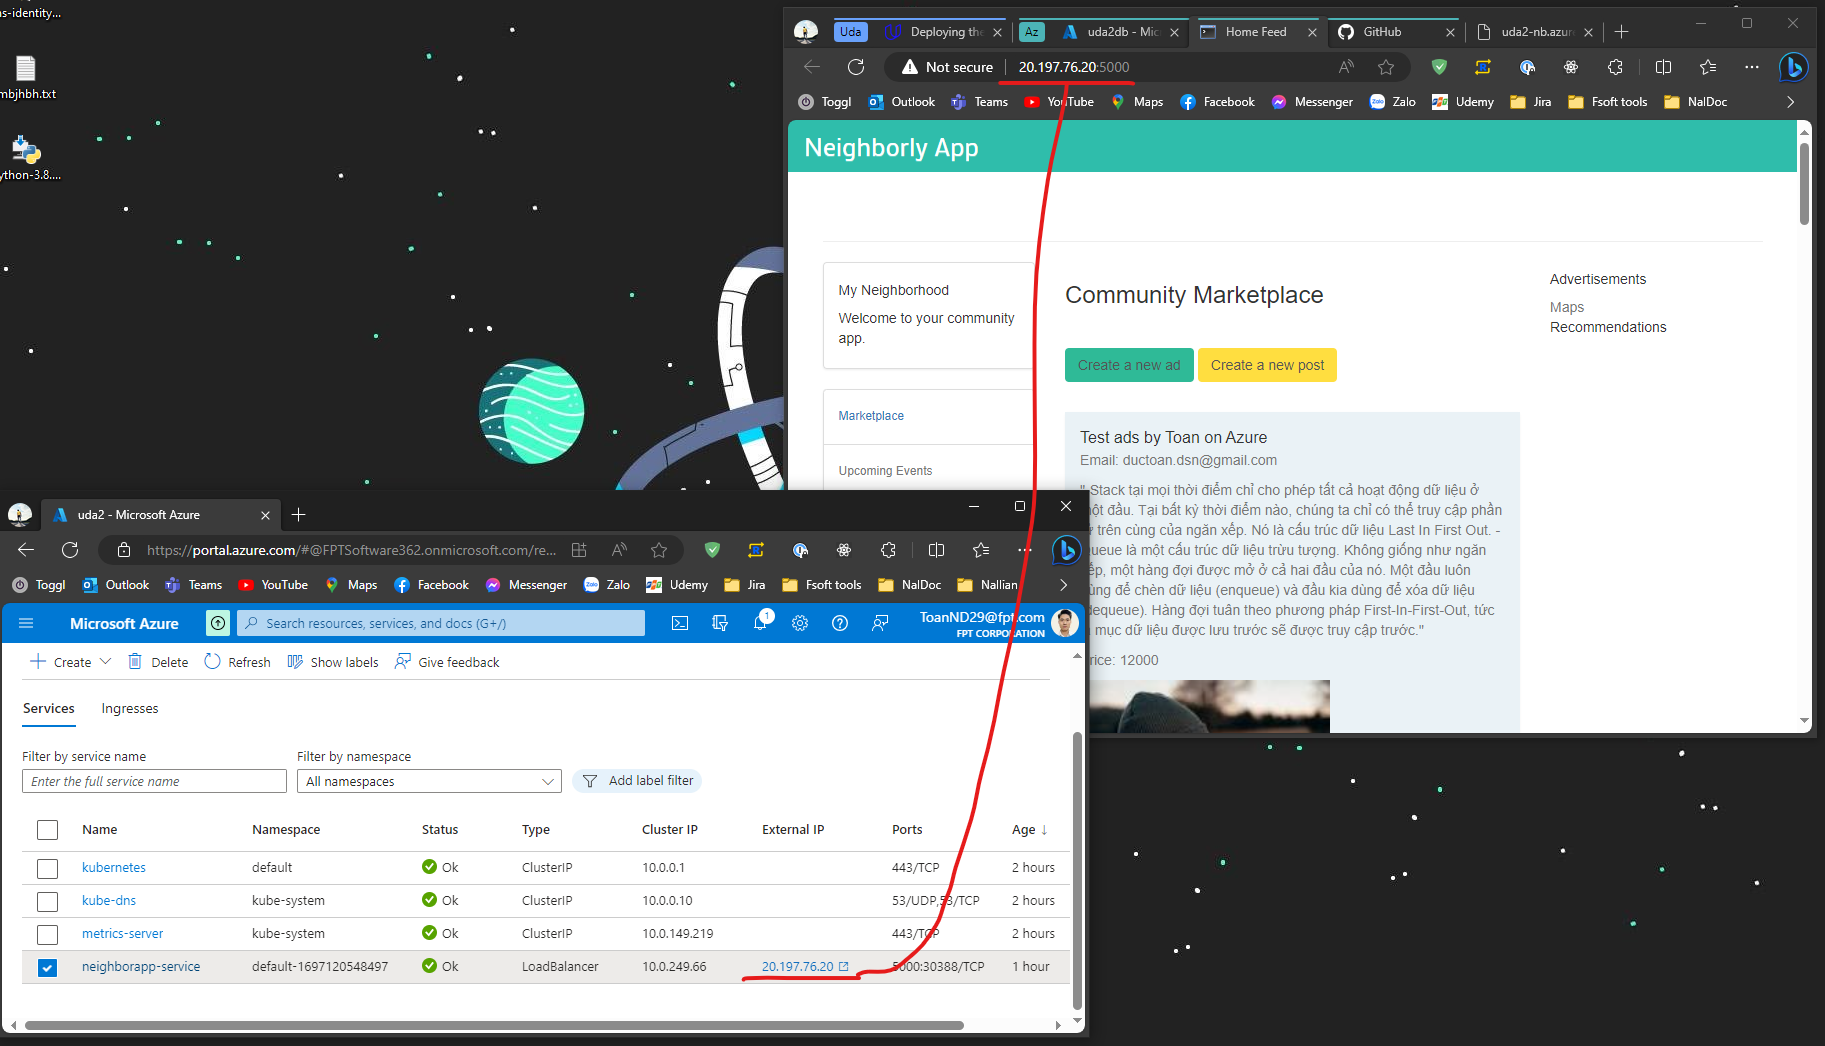 ns-identity...
mbjhbh.txt
ython-3.8....
Uda
Deploying the
Az
uda2db - Mic
Home Feed
GitHub
uda2-nb.azure
Not secure
20.197.76.20:5000
Toggl
Outlook
Teams
YouTube
Maps
Facebook
Messenger
Zalo
Udemy
Jira
Fsoft tools
NalDoc
Neighborly App
My Neighborhood
Welcome to your community
app.
Marketplace
Upcoming Events
Community Marketplace
Create a new ad
Create a new post
Test ads by Toan on Azure
Email: ductoan.dsn@gmail.com
"- Stack tại mọi thời điểm chỉ cho phép tất cả hoạt động dữ liệu ở
một đầu. Tại bất kỳ thời điểm nào, chúng ta chỉ có thể truy cập phần
trên cùng của ngăn xếp. Nó là cấu trúc dữ liệu Last In First Out. -
ueue là một cấu trúc dữ liệu trừu tượng. Không giống như ngăn
ếp, một hàng đợi được mở ở cả hai đầu của nó. Một đầu luôn
ùng để chèn dữ liệu (enqueue) và đầu kia dùng để xóa dữ liệu
dequeue). Hàng đợi tuân theo phương pháp First-In-First-Out, tức
mục dữ liệu được lưu trước sẽ được truy cập trước."
rice: 12000
Advertisements
Maps
Recommendations
uda2 - Microsoft Azure
https://portal.azure.com/#@FPTSoftware362.onmicrosoft.com/re...
Toggl
Outlook
Teams
YouTube
Maps
Facebook
Messenger
Zalo
Udemy
Jira
Fsoft tools
NalDoc
Nallian
Microsoft Azure
Search resources, services, and docs (G+/)
1
ToanND29@fpt.com
FPT CORPORATION
Create
Delete
Refresh
Show labels
Give feedback
Services
Ingresses
Filter by service name
Enter the full service name
Filter by namespace
All namespaces
Add label filter
Name Namespace Status Type Cluster IP External IP Ports Age ↓
kubernetes default Ok ClusterIP 10.0.0.1 443/TCP 2 hours
kube-dns kube-system Ok ClusterIP 10.0.0.10 53/UDP,53/TCP 2 hours
metrics-server kube-system Ok ClusterIP 10.0.149.219 443/TCP 2 hours
neighborapp-service default-1697120548497 Ok LoadBalancer 10.0.249.66 20.197.76.20 5000:30388/TCP 1 hour